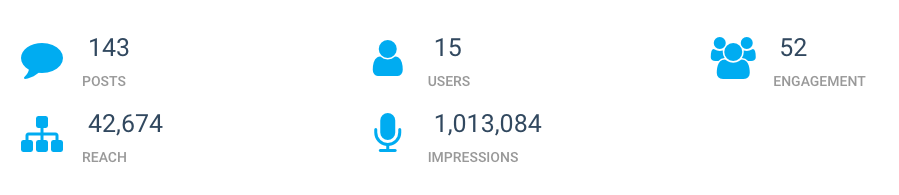 143
POSTS
15
USERS
52
ENGAGEMENT
42,674
REACH
1,013,084
IMPRESSIONS